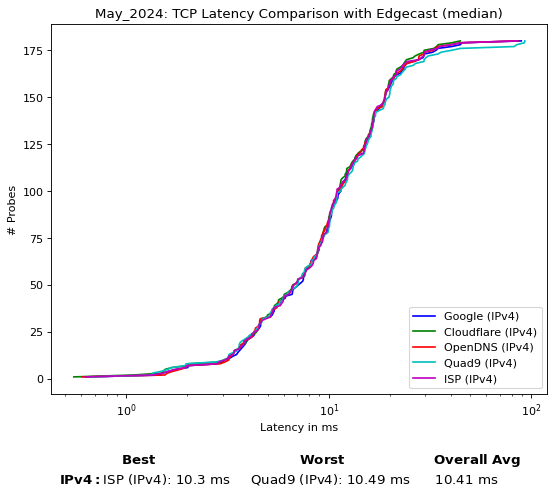 May_2024: TCP Latency Comparison with Edgecast (median)
175
150
125
100
75
50
25
0
# Probes
Google (IPv4)
Cloudflare (IPv4)
OpenDNS (IPv4)
Quad9 (IPv4)
ISP (IPv4)
10⁰ 10¹ 10²
Latency in ms
Best Worst Overall Avg
IPv4: ISP (IPv4): 10.3 ms Quad9 (IPv4): 10.49 ms 10.41 ms